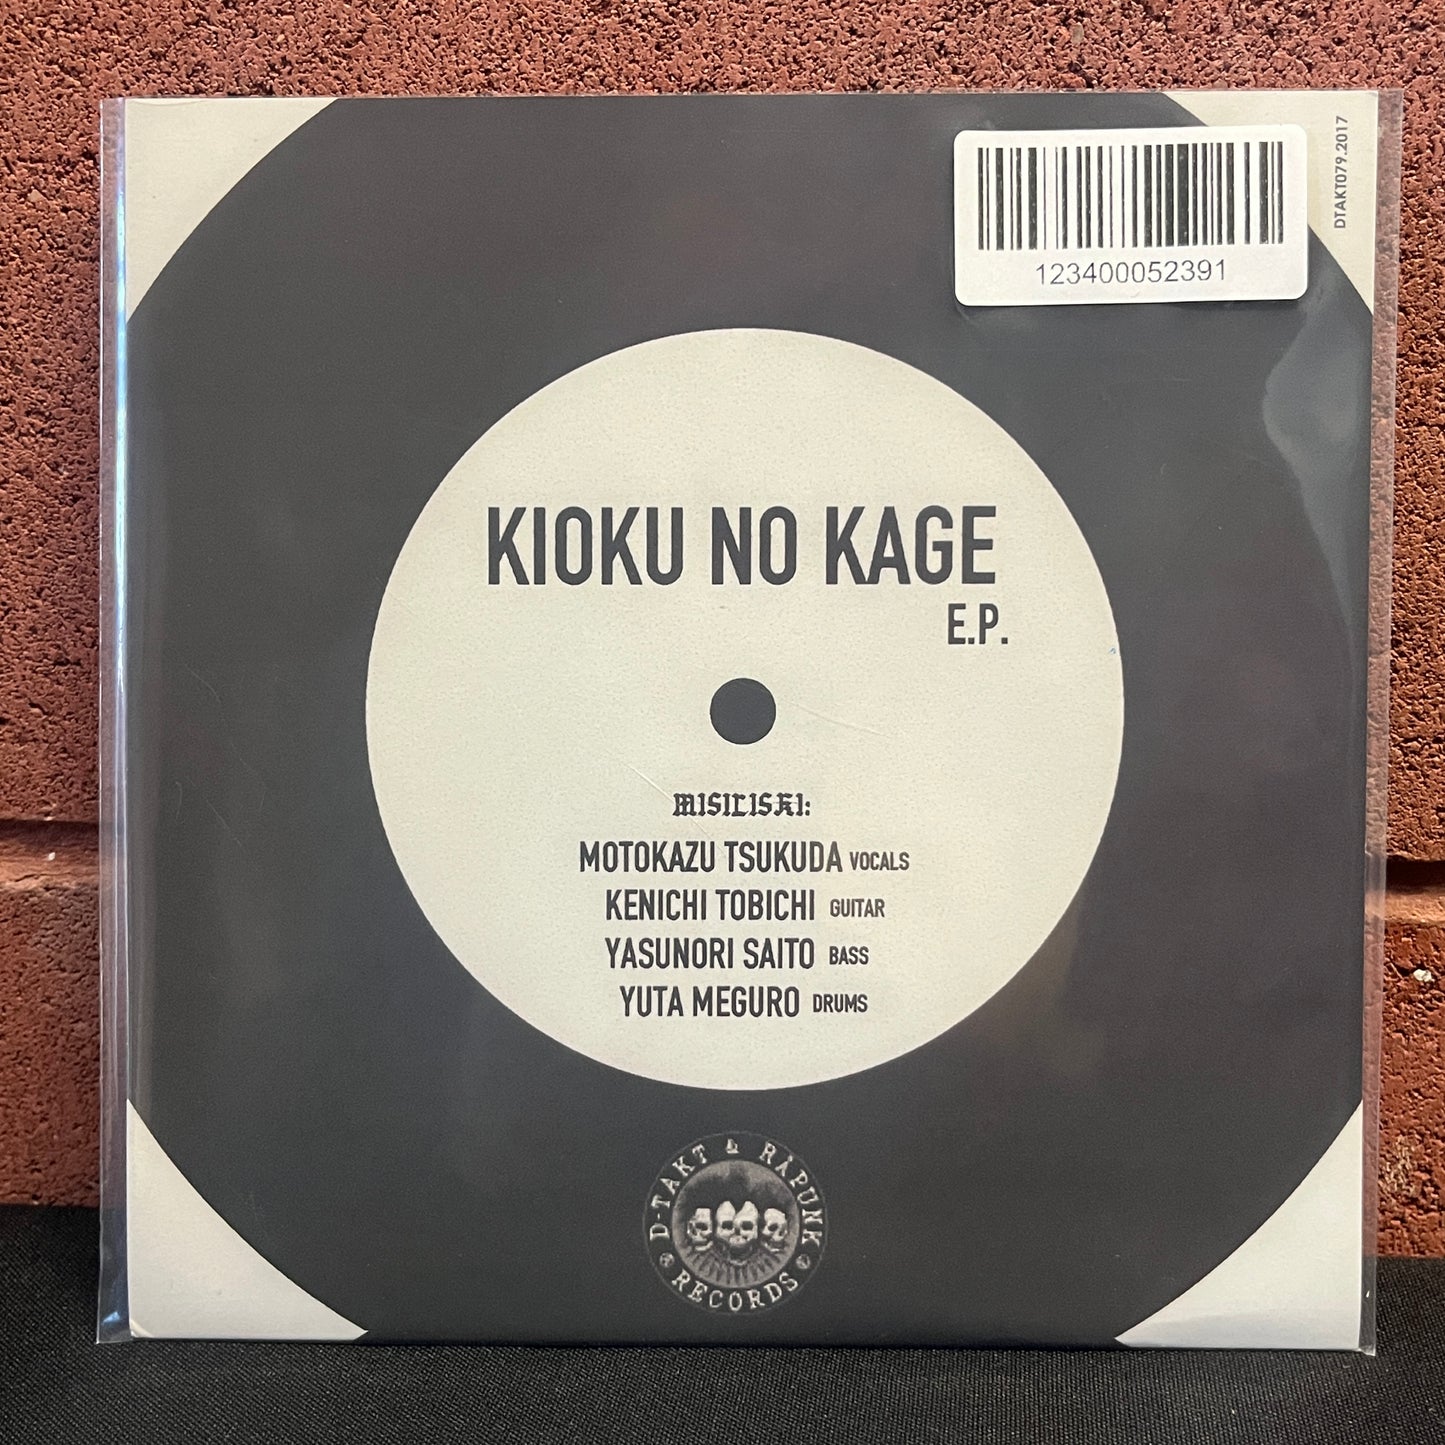 DTAKT079.2017
123400052391
KIOKU NO KAGE
E.P.
MISILISKI:
MOTOKAZU TSUKUDA VOCALS
KENICHI TOBICHI GUITAR
YASUNORI SAITO BASS
YUTA MEGURO DRUMS
D-TAKT & RÅPUNK
RECORDS